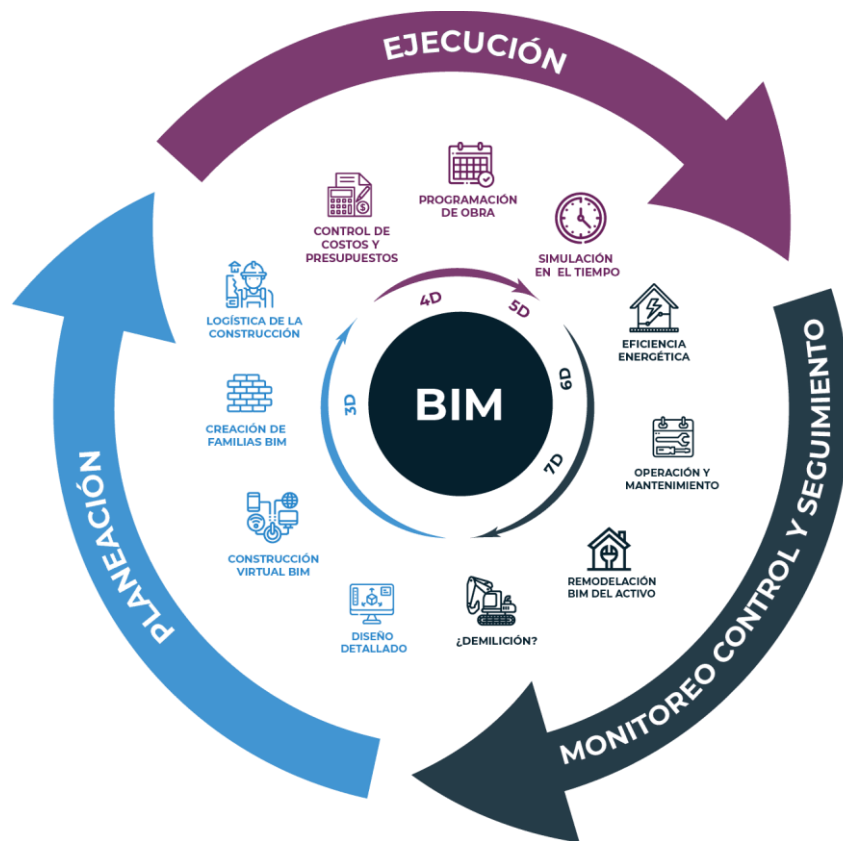 EJECUCIÓN
PROGRAMACIÓN
DE OBRA
CONTROL DE
COSTOS Y
PRESUPUESTOS
SIMULACIÓN
EN EL TIEMPO
LOGÍSTICA DE LA
CONSTRUCCIÓN
4D
5D
EFICIENCIA
ENERGÉTICA
6D
3D
BIM
CREACIÓN DE
FAMILIAS BIM
7D
OPERACIÓN Y
MANTENIMIENTO
CONSTRUCCIÓN
VIRTUAL BIM
REMODELACIÓN
BIM DEL ACTIVO
DISEÑO
DETALLADO
¿DEMILICIÓN?
PLANEACIÓN
MONITOREO CONTROL Y SEGUIMIENTO